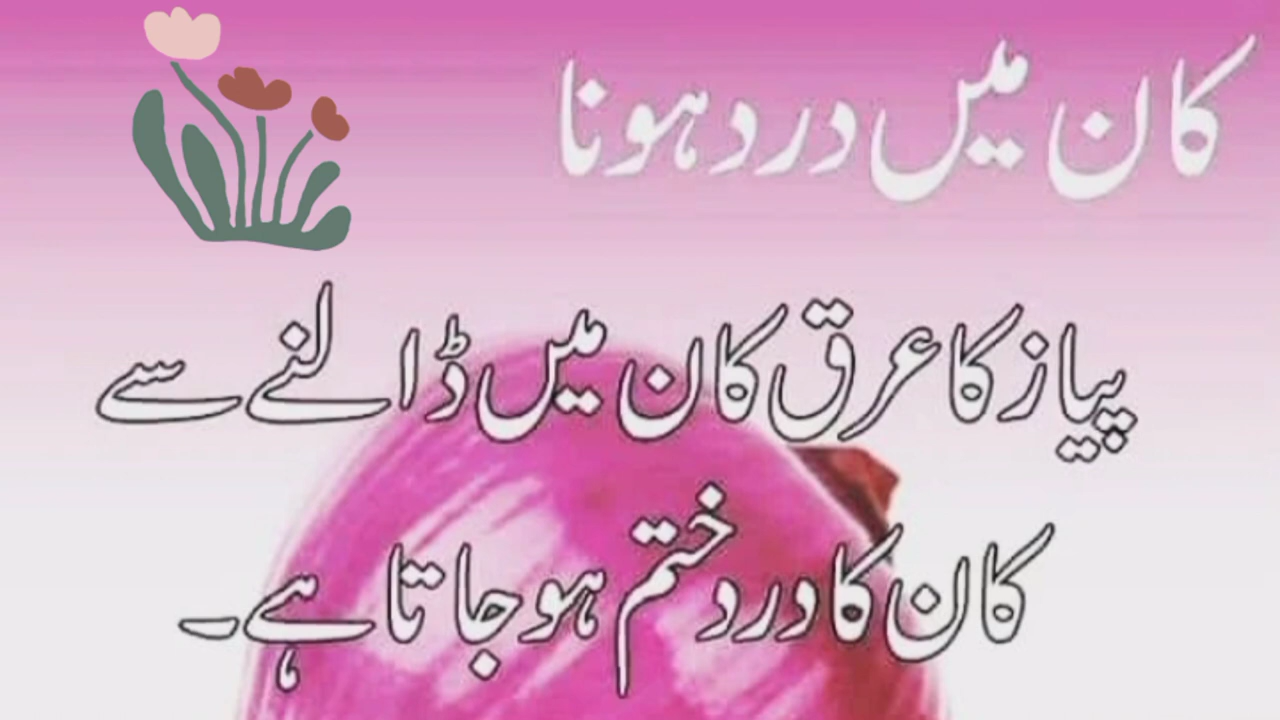 کان میں درد ہونا
پیاز کا عرق کان میں ڈالنے سے
کان کا درد ختم ہو جاتا ہے۔